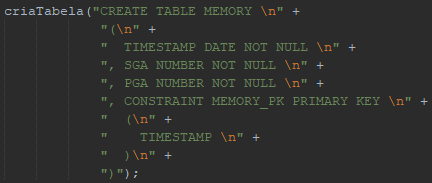 criaTabela("CREATE TABLE MEMORY \n" +
"(\n" +
"  TIMESTAMP DATE NOT NULL \n" +
", SGA NUMBER NOT NULL \n" +
", PGA NUMBER NOT NULL \n" +
", CONSTRAINT MEMORY_PK PRIMARY KEY \n" +
"  (\n" +
"    TIMESTAMP \n" +
"  )\n" +
")");